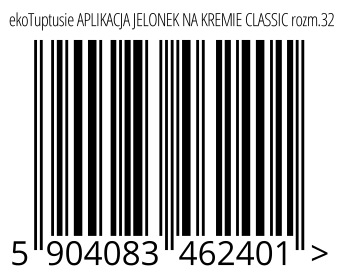 ekoTuptusie APLIKACJA JELONEK NA KREMIE CLASSIC rozm.32
5 904083 462401 >